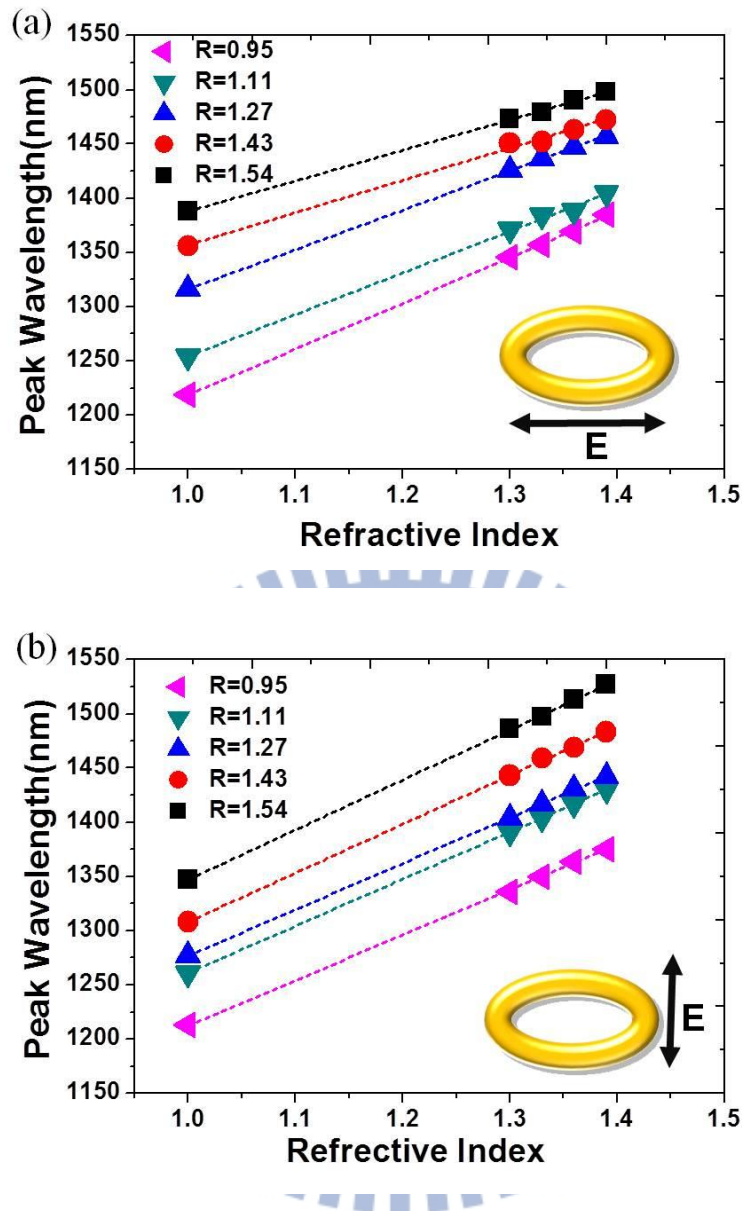 (a)
R=0.95
R=1.11
R=1.27
R=1.43
R=1.54
Peak Wavelength(nm)
1550
1500
1450
1400
1350
1300
1250
1200
1150
E
1.0 1.1 1.2 1.3 1.4 1.5
Refractive Index
(b)
R=0.95
R=1.11
R=1.27
R=1.43
R=1.54
Peak Wavelength(nm)
1550
1500
1450
1400
1350
1300
1250
1200
1150
E
1.0 1.1 1.2 1.3 1.4 1.5
Refrective Index